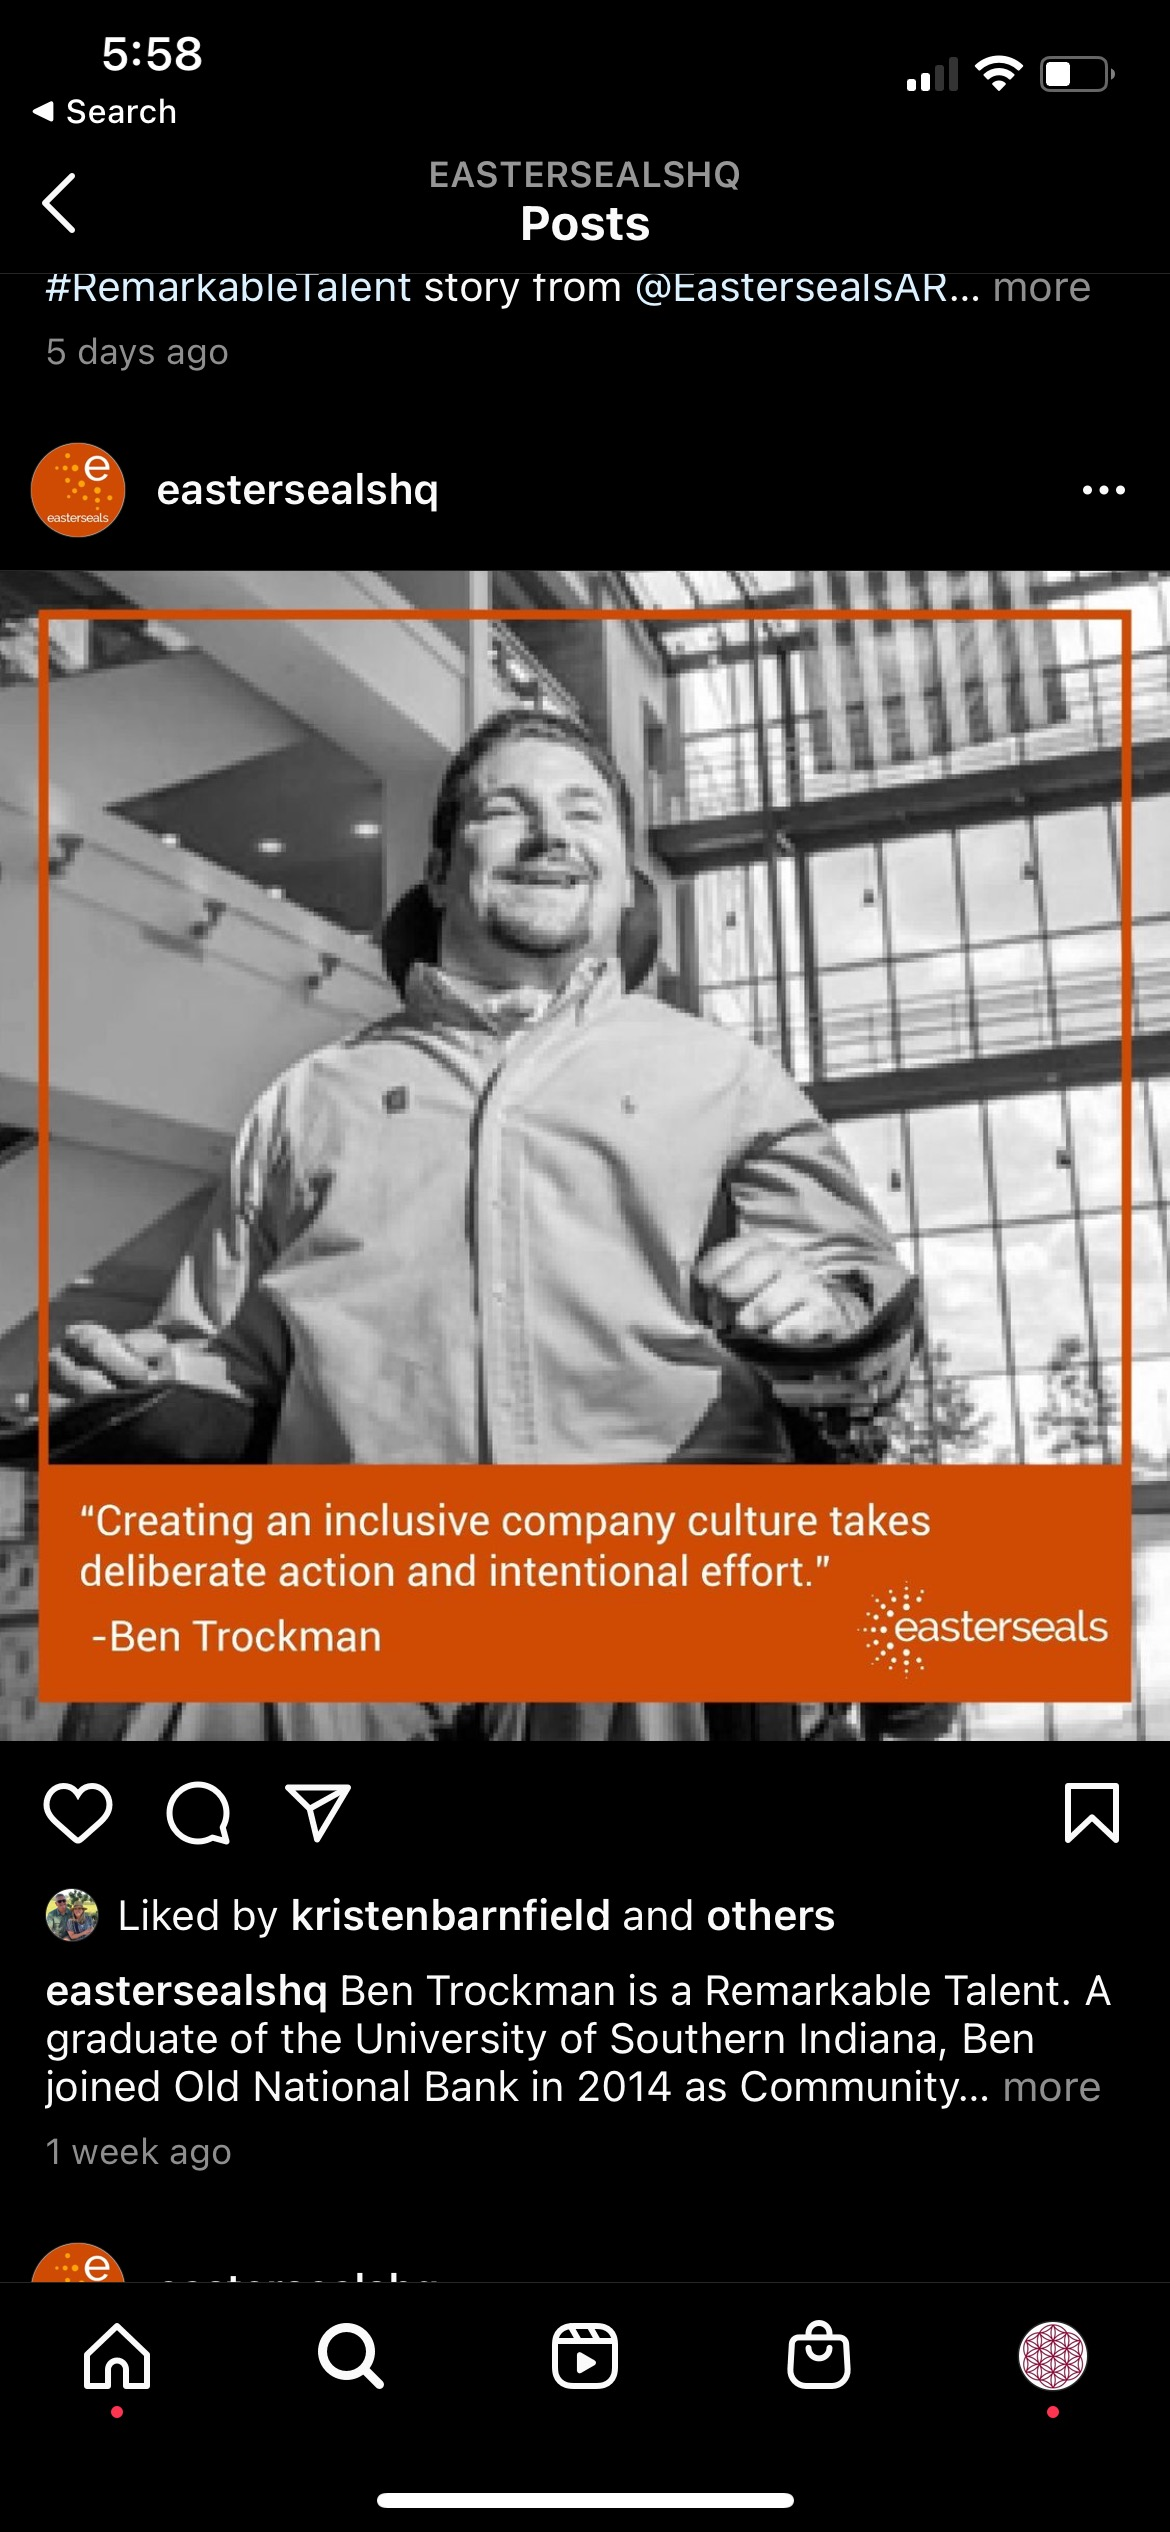 5:58
Search
EASTERSEALSHQ
Posts
#RemarkableTalent story from @EastersealsAR... more
5 days ago
e
easterseals
eastersealshq
“Creating an inclusive company culture takes
deliberate action and intentional effort.”
-Ben Trockman
easterseals
Liked by kristenbarnfield and others
eastersealshq Ben Trockman is a Remarkable Talent. A
graduate of the University of Southern Indiana, Ben
joined Old National Bank in 2014 as Community... more
1 week ago
e
eastersealshq